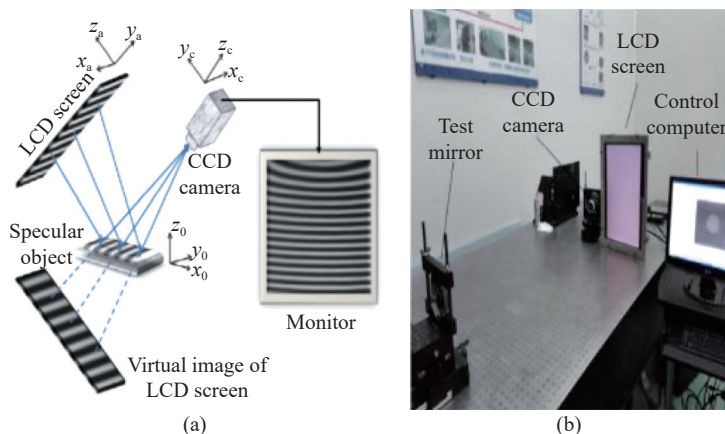 z_a
y_a
x_a
LCD screen
y_c
z_c
x_c
CCD
camera
Specular
object
z_0
y_0
x_0
Monitor
Virtual image of
LCD screen
(a)
LCD
screen
CCD
camera
Control
computer
Test
mirror
(b)